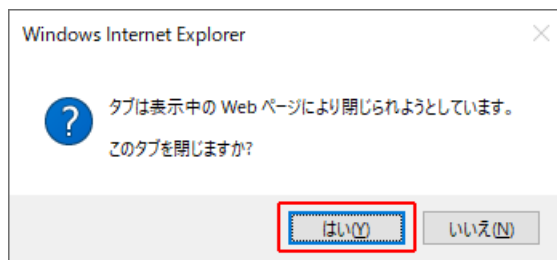 Windows Internet Explorer
タブは表示中の Web ページにより閉じられようとしています。
このタブを閉じますか?
はい(Y)
いいえ(N)